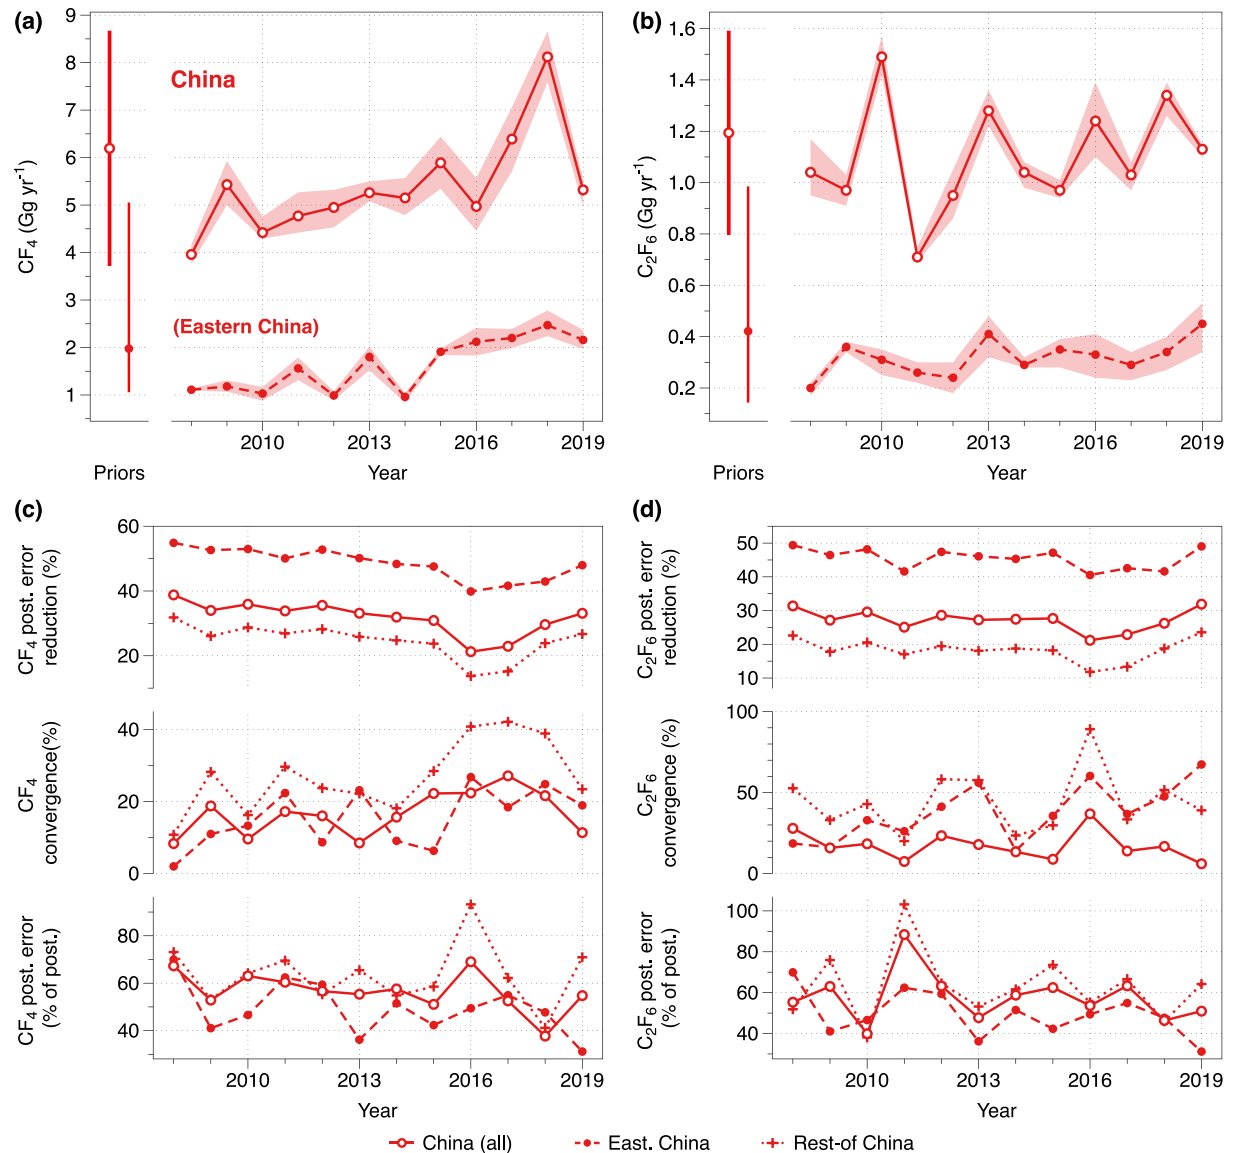 (a)
CF4 (Gg yr-1)
9
8
7
6
5
4
3
2
1
China
(Eastern China)
2010
2013
2016
2019
Priors
Year
(b)
C2F6 (Gg yr-1)
1.6
1.4
1.2
1.0
0.8
0.6
0.4
0.2
2010
2013
2016
2019
Priors
Year
(c)
CF4 post. error
reduction (%)
60
40
20
CF4
convergence(%)
40
20
0
CF4 post. error
(% of post.)
80
60
40
2010
2013
2016
2019
Year
(d)
C2F6 post. error
reduction (%)
50
40
30
20
10
C2F6
convergence (%)
100
50
0
C2F6 post. error
(% of post.)
100
80
60
40
2010
2013
2016
2019
Year
China (all)
East. China
Rest-of China